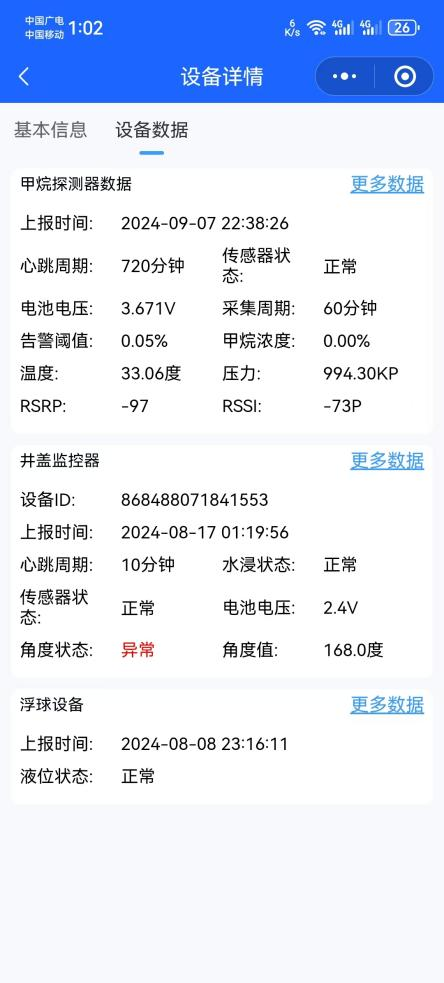 中国广电
中国移动 1:02 6 K/s 4G 4G 26
设备详情
基本信息 设备数据
甲烷探测器数据 更多数据
上报时间: 2024-09-07 22:38:26
心跳周期: 720分钟 传感器状态: 正常
电池电压: 3.671V 采集周期: 60分钟
告警阈值: 0.05% 甲烷浓度: 0.00%
温度: 33.06度 压力: 994.30KP
RSRP: -97 RSSI: -73P
井盖监控器 更多数据
设备ID: 868488071841553
上报时间: 2024-08-17 01:19:56
心跳周期: 10分钟 水浸状态: 正常
传感器状态: 正常 电池电压: 2.4V
角度状态: 异常 角度值: 168.0度
浮球设备 更多数据
上报时间: 2024-08-08 23:16:11
液位状态: 正常